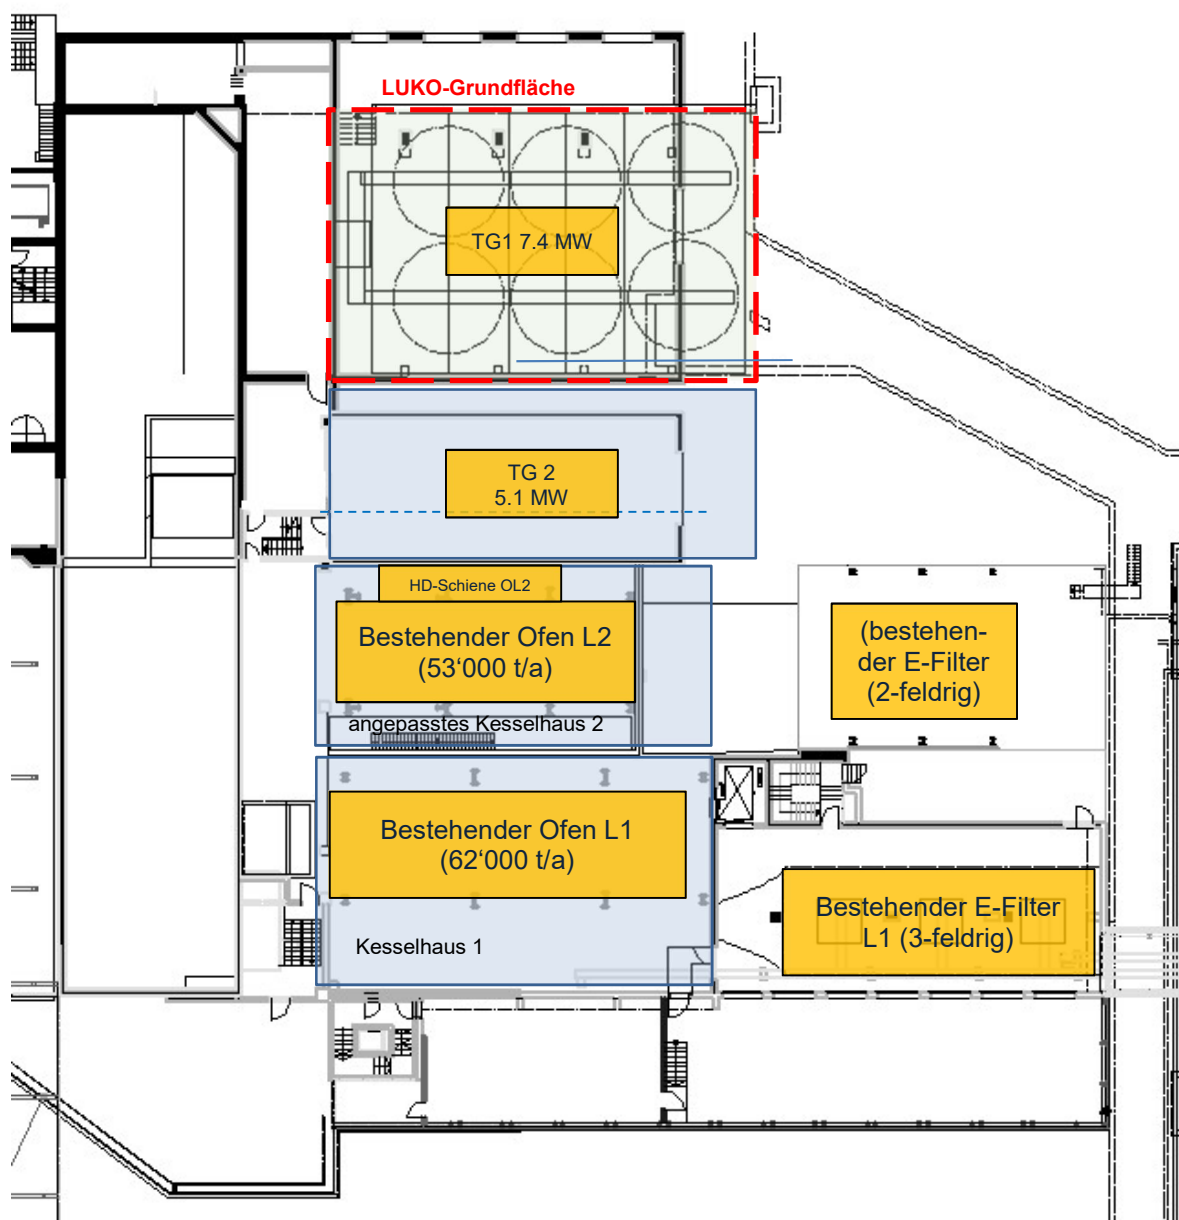 LUKO-Grundfläche
TG1 7.4 MW
TG 2
5.1 MW
HD-Schiene OL2
Bestehender Ofen L2
(53‘000 t/a)
angepasstes Kesselhaus 2
(bestehen-
der E-Filter
(2-feldrig)
Bestehender Ofen L1
(62‘000 t/a)
Kesselhaus 1
Bestehender E-Filter
L1 (3-feldrig)